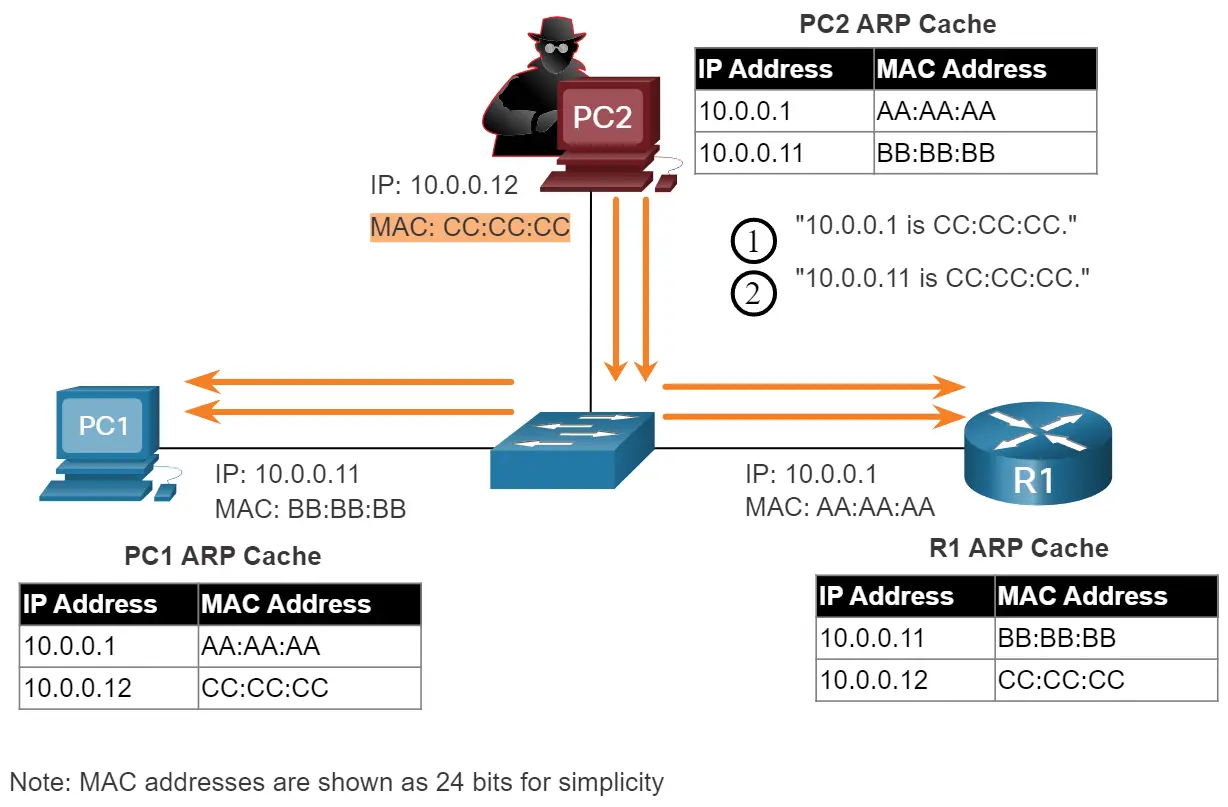 PC2 ARP Cache
IP Address MAC Address
10.0.0.1 AA:AA:AA
10.0.0.11 BB:BB:BB
PC2
IP: 10.0.0.12
MAC: CC:CC:CC
1 "10.0.0.1 is CC:CC:CC."
2 "10.0.0.11 is CC:CC:CC."
PC1
IP: 10.0.0.11
MAC: BB:BB:BB
IP: 10.0.0.1
MAC: AA:AA:AA
R1
PC1 ARP Cache
IP Address MAC Address
10.0.0.1 AA:AA:AA
10.0.0.12 CC:CC:CC
R1 ARP Cache
IP Address MAC Address
10.0.0.11 BB:BB:BB
10.0.0.12 CC:CC:CC
Note: MAC addresses are shown as 24 bits for simplicity